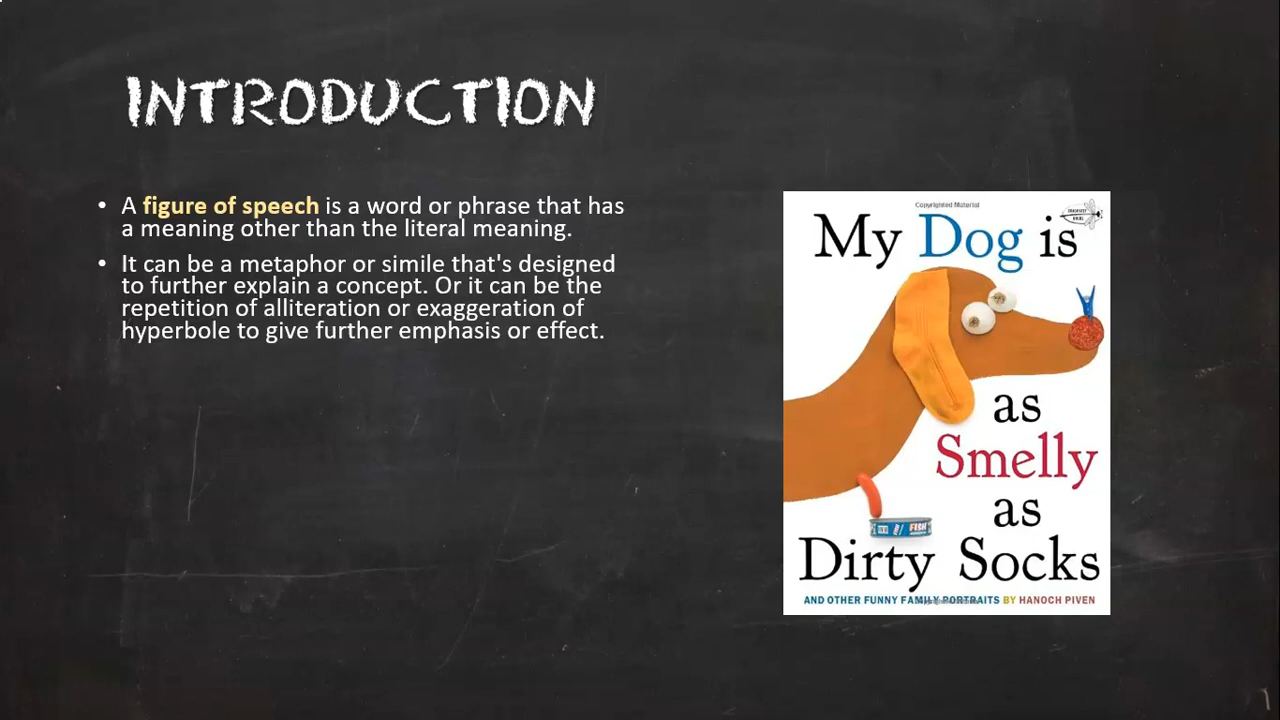 INTRODUCTION
• A figure of speech is a word or phrase that has
a meaning other than the literal meaning.
• It can be a metaphor or simile that's designed
to further explain a concept. Or it can be the
repetition of alliteration or exaggeration of
hyperbole to give further emphasis or effect.
Copyrighted Material
My Dog is
as
Smelly
as
Dirty Socks
AND OTHER FUNNY FAMILY PORTRAITS BY HANOCH PIVEN